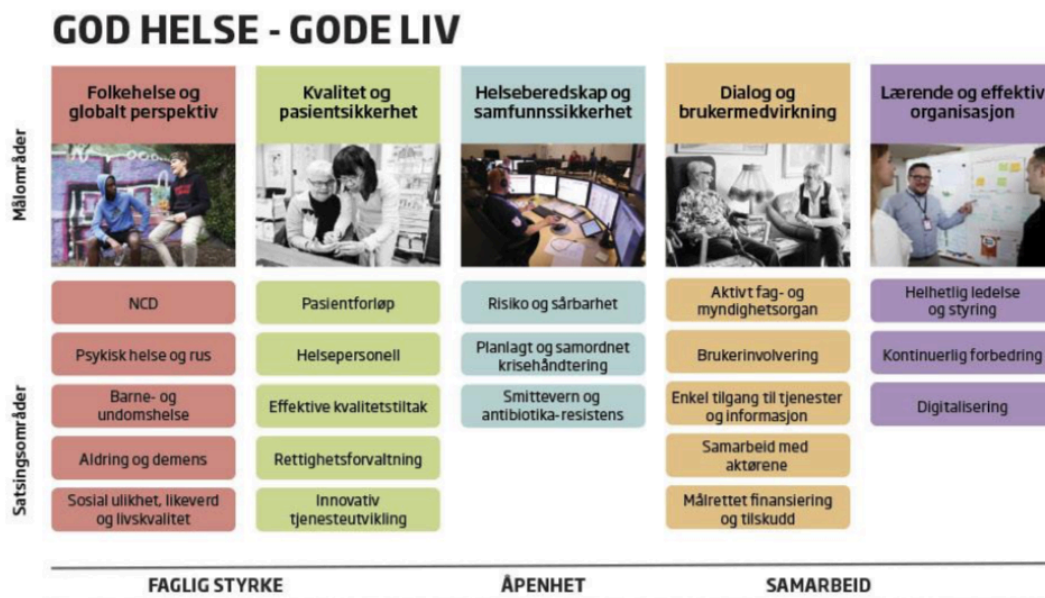 GOD HELSE - GODE LIV
Målområder
Folkehelse og
globalt perspektiv
Kvalitet og
pasientsikkerhet
Helseberedskap og
samfunnssikkerhet
Dialog og
brukermedvirkning
Lærende og effektiv
organisasjon
Satsingsområder
NCD
Psykisk helse og rus
Barne- og
undomshelse
Aldring og demens
Sosial ulikhet, likeverd
og livskvalitet
Pasientforløp
Helsepersonell
Effektive kvalitetstiltak
Rettighetsforvaltning
Innovativ
tjenesteutvikling
Risiko og sårbarhet
Planlagt og samordnet
krisehåndtering
Smittevern og
antibiotika-resistens
Aktivt fag- og
myndighetsorgan
Brukerinvolvering
Enkel tilgang til tjenester
og informasjon
Samarbeid med
aktørene
Målrettet finansiering
og tilskudd
Helhetlig ledelse
og styring
Kontinuerlig forbedring
Digitalisering
FAGLIG STYRKE
ÅPENHET
SAMARBEID